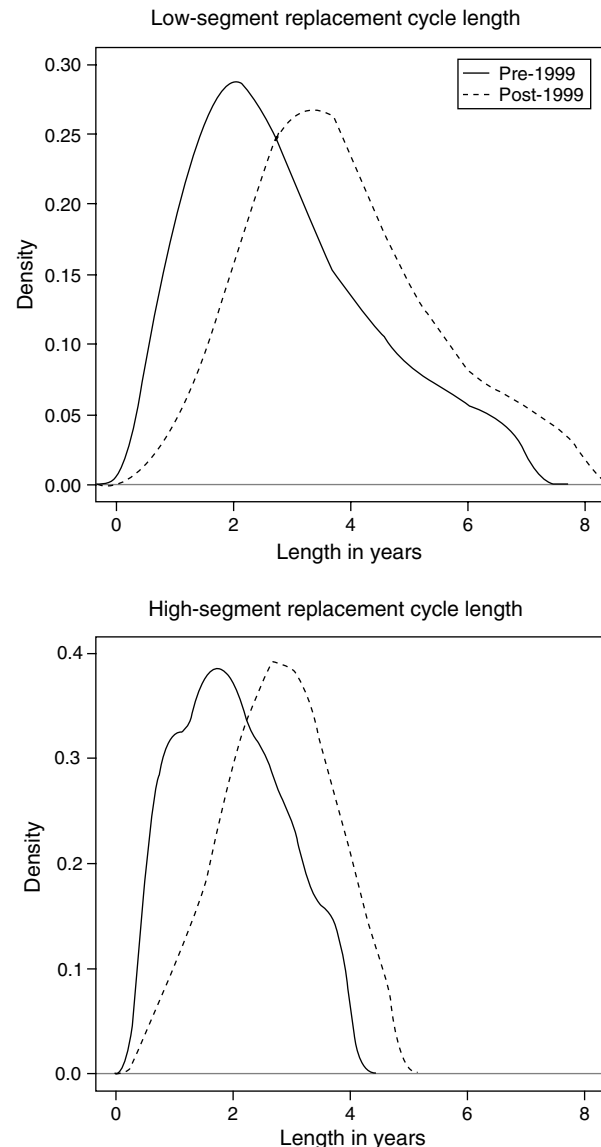 Low-segment replacement cycle length
Pre-1999
Post-1999
0.30
0.25
0.20
0.15
0.10
0.05
0.00
Density
0 2 4 6 8
Length in years
High-segment replacement cycle length
0.4
0.3
0.2
0.1
0.0
Density
0 2 4 6 8
Length in years